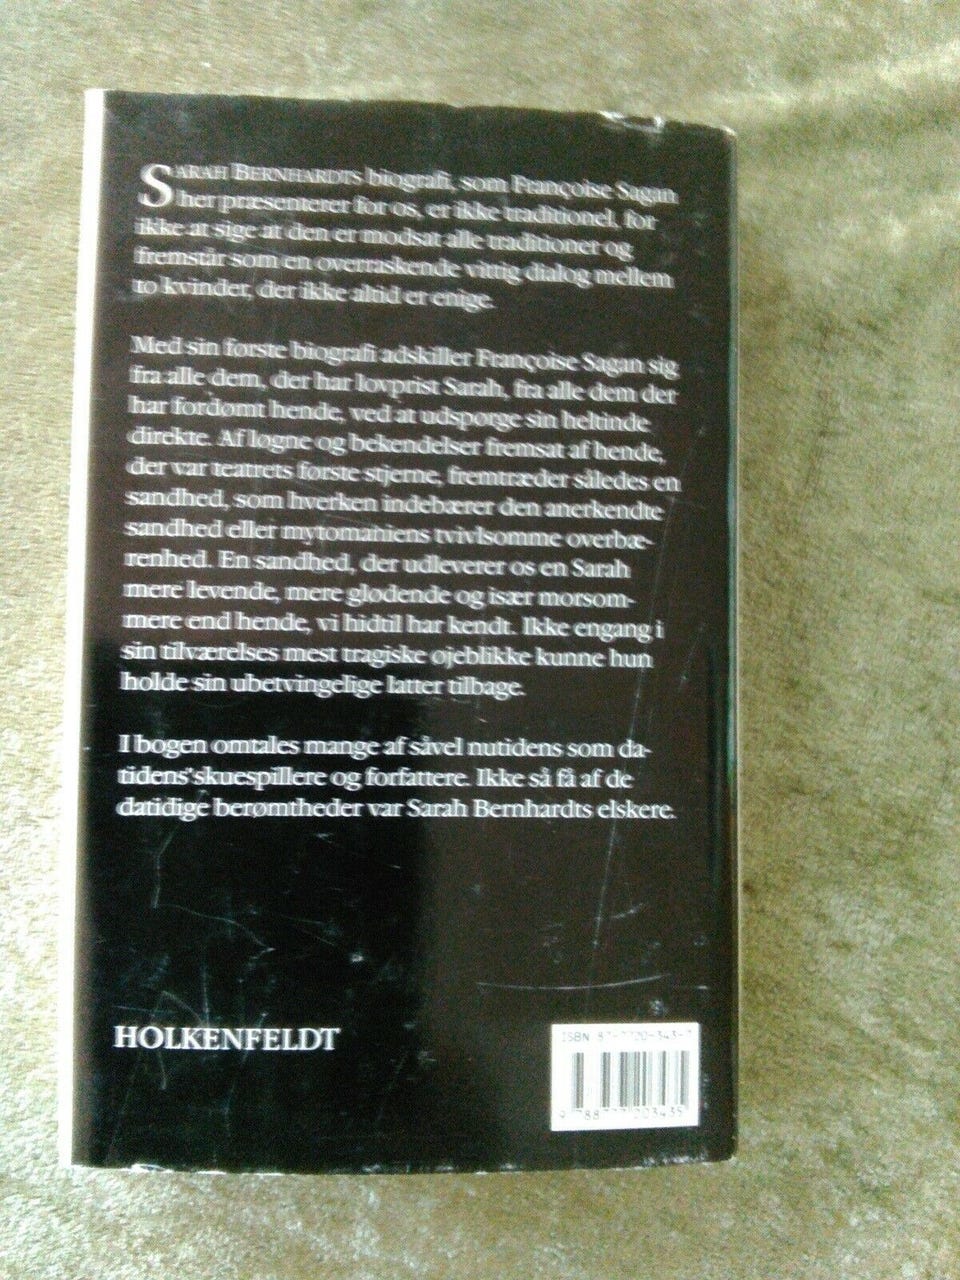 SARAH BERNHARDTS biografi, som Françoise Sagan
her præsenterer for os, er ikke traditionel, for
ikke at sige at den er modsat alle traditioner og
fremstår som en overraskende vittig dialog mellem
to kvinder, der ikke altid er enige.
Med sin første biografi adskiller Françoise Sagan sig
fra alle dem, der har lovprist Sarah, fra alle dem der
har fordømt hende, ved at udspørge sin heltinde
direkte. Af løgne og bekendelser fremsat af hende,
der var teatrets første stjerne, fremtræder således en
sandhed, som hverken indebærer den anerkendte
sandhed eller mytomaniens tvivlsomme overbæ-
renhed. En sandhed, der udleverer os en Sarah
mere levende, mere glødende og især morsom-
mere end hende, vi hidtil har kendt. Ikke engang i
sin tilværelses mest tragiske øjeblikke kunne hun
holde sin ubetvingelige latter tilbage.
I bogen omtales mange af såvel nutidens som da-
tidens skuespillere og forfattere. Ikke så få af de
datidige berømtheder var Sarah Bernhardts elskere.
HOLKENFELDT
ISBN 87-7720-343-7
9 788777 203435